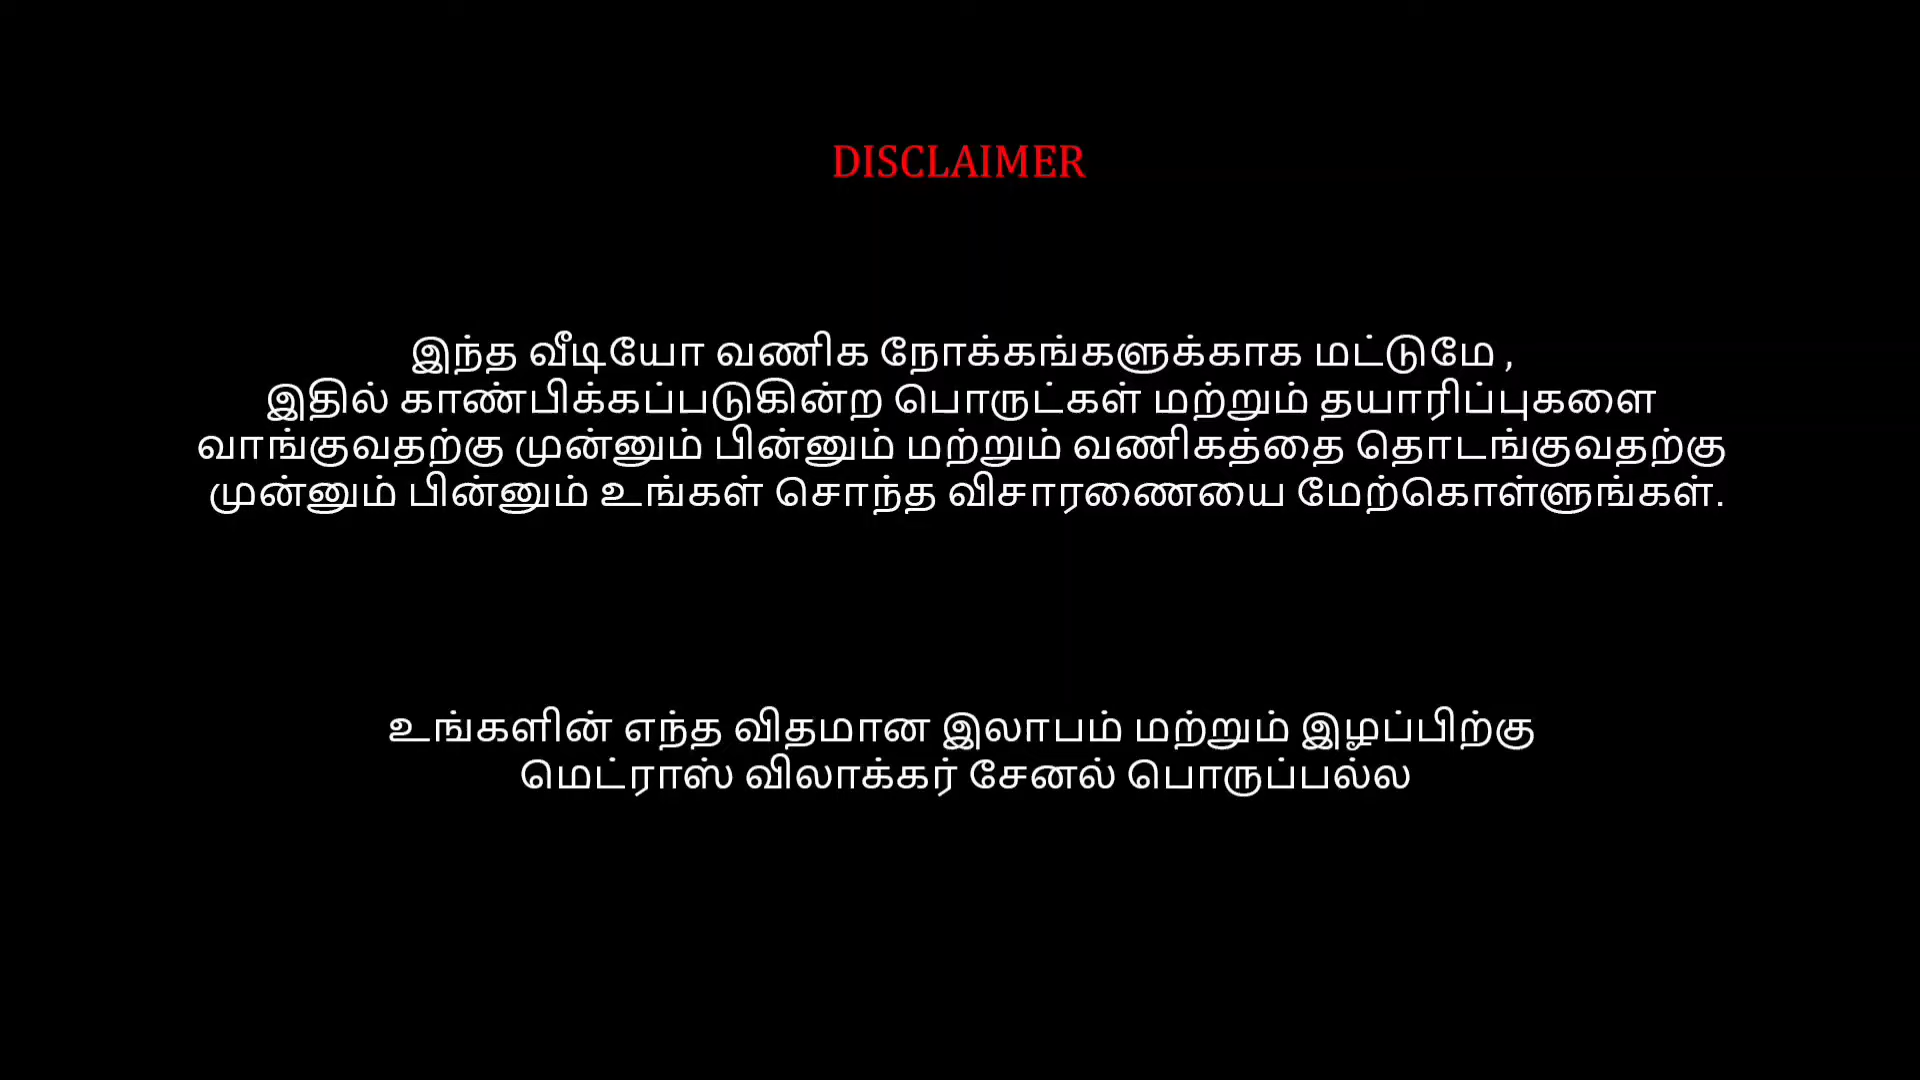 DISCLAIMER
இந்த வீடியோ வணிக நோக்கங்களுக்காக மட்டுமே ,
இதில் காண்பிக்கப்படுகின்ற பொருட்கள் மற்றும் தயாரிப்புகளை
வாங்குவதற்கு முன்னும் பின்னும் மற்றும் வணிகத்தை தொடங்குவதற்கு
முன்னும் பின்னும் உங்கள் சொந்த விசாரணையை மேற்கொள்ளுங்கள்.
உங்களின் எந்த விதமான இலாபம் மற்றும் இழப்பிற்கு
மெட்ராஸ் விலாக்கர் சேனல் பொருப்பல்ல